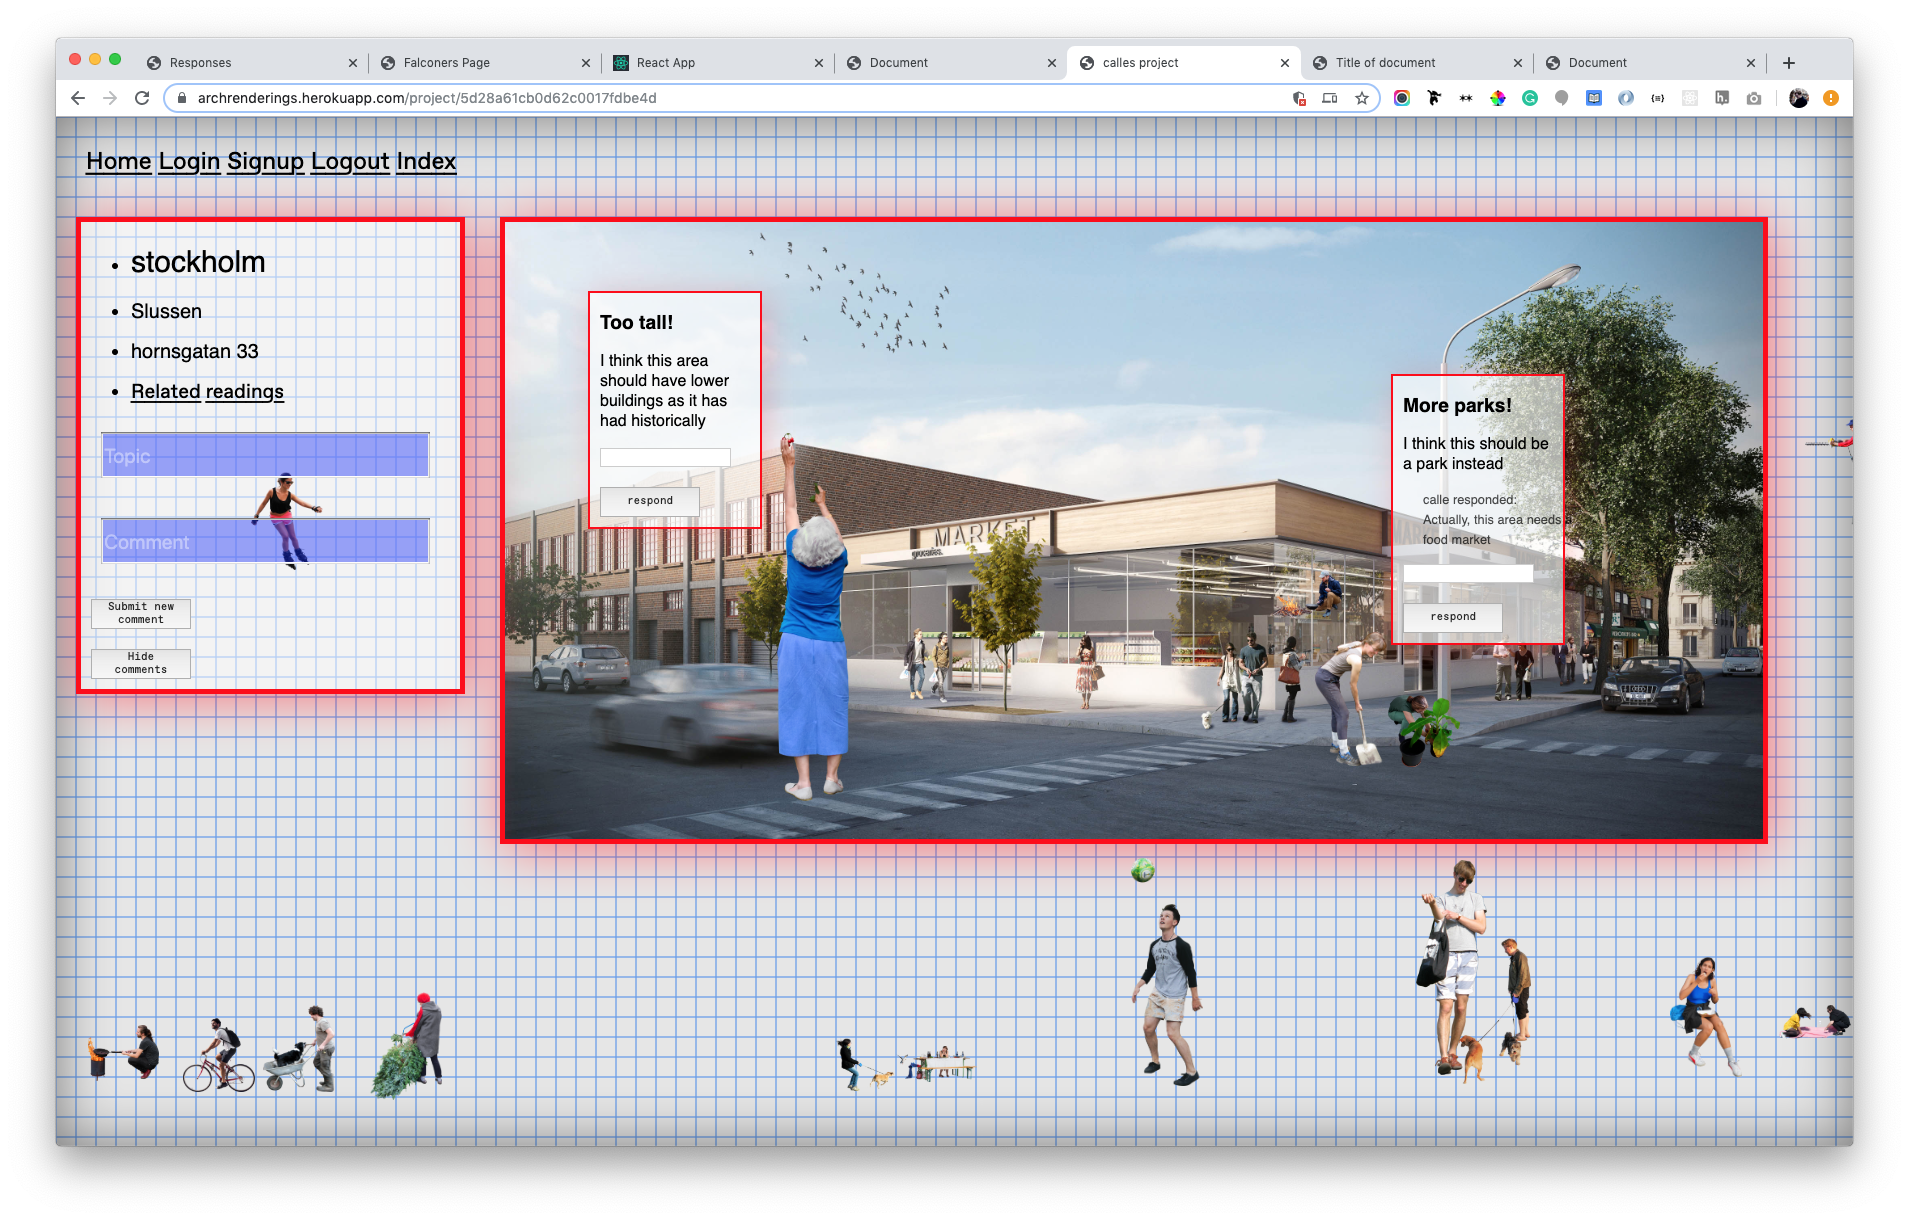 Responses
Falconers Page
React App
Document
calles project
Title of document
Document
archrenderings.herokuapp.com/project/5d28a61cb0d62c0017fdbe4d
Home Login Signup Logout Index
stockholm
Slussen
hornsgatan 33
Related readings
Topic
Comment
Submit new
comment
Hide
comments
Too tall!
I think this area
should have lower
buildings as it has
had historically
respond
MARKET
groceries.
More parks!
I think this should be
a park instead
calle responded:
Actually, this area needs a
food market
respond